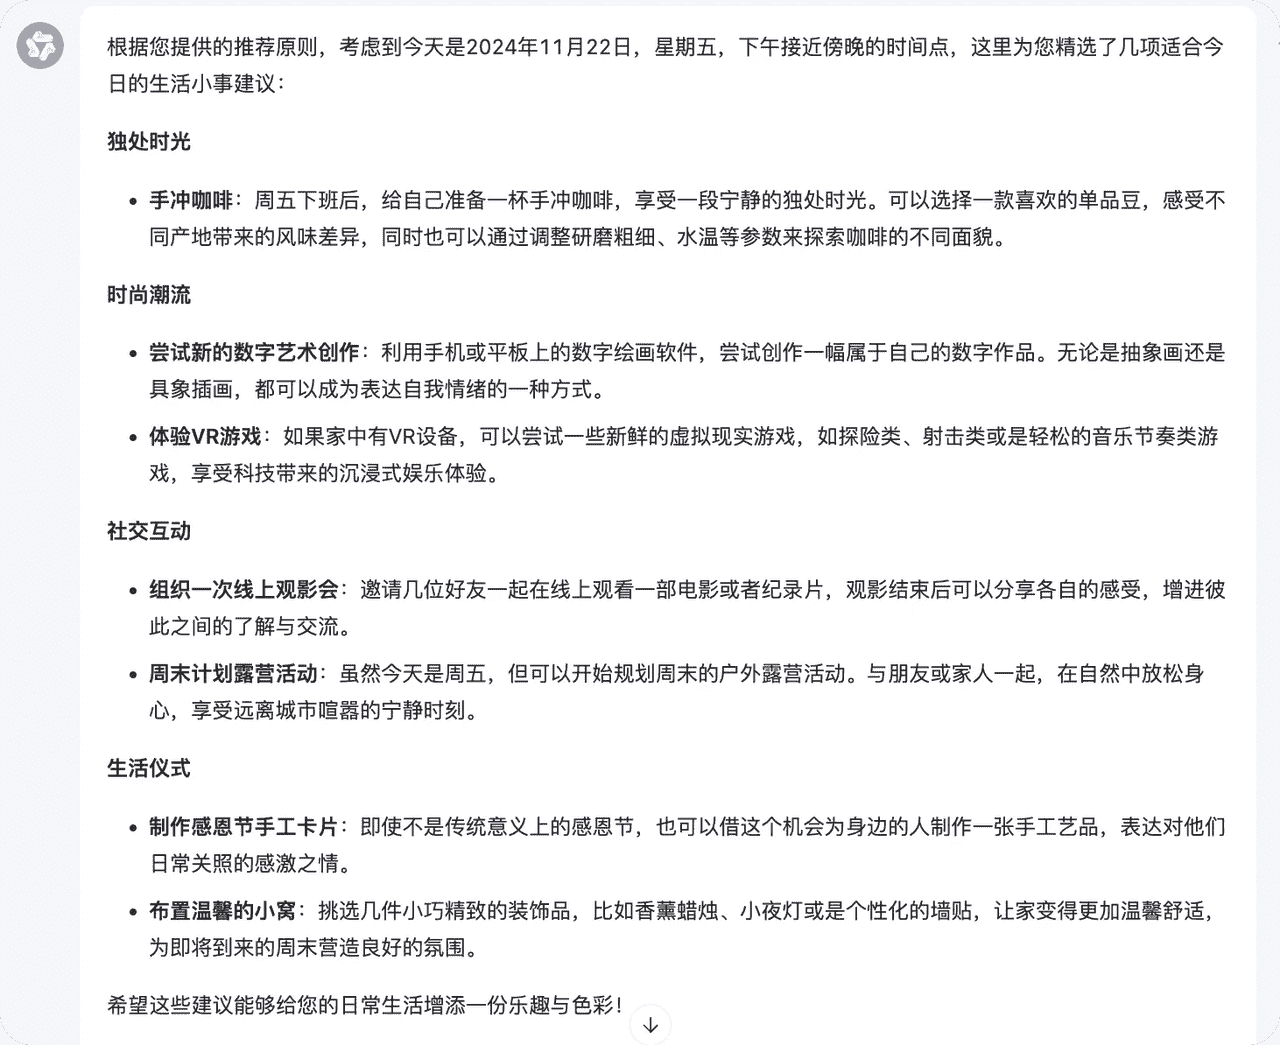 根据您提供的推荐原则，考虑到今天是2024年11月22日，星期五，下午接近傍晚的时间点，这里为您精选了几项适合今
日的生活小事建议：
独处时光
• 手冲咖啡：周五下班后，给自己准备一杯手冲咖啡，享受一段宁静的独处时光。可以选择一款喜欢的单品豆，感受不
同产地带来的风味差异，同时也可以通过调整研磨粗细、水温等参数来探索咖啡的不同面貌。
时尚潮流
• 尝试新的数字艺术创作：利用手机或平板上的数字绘画软件，尝试创作一幅属于自己的数字作品。无论是抽象画还是
具象插画，都可以成为表达自我情绪的一种方式。
• 体验VR游戏：如果家中有VR设备，可以尝试一些新鲜的虚拟现实游戏，如探险类、射击类或是轻松的音乐节奏类游
戏，享受科技带来的沉浸式娱乐体验。
社交互动
• 组织一次线上观影会：邀请几位好友一起在线上观看一部电影或者纪录片，观影结束后可以分享各自的感受，增进彼
此之间的了解与交流。
• 周末计划露营活动：虽然今天是周五，但可以开始规划周末的户外露营活动。与朋友或家人一起，在自然中放松身
心，享受远离城市喧嚣的宁静时刻。
生活仪式
• 制作感恩节手工卡片：即使不是传统意义上的感恩节，也可以借这个机会为身边的人制作一张手工艺品，表达对他们
日常关照的感激之情。
• 布置温馨的小窝：挑选几件小巧精致的装饰品，比如香薰蜡烛、小夜灯或是个性化的墙贴，让家变得更加温馨舒适，
为即将到来的周末营造良好的氛围。
希望这些建议能够给您的日常生活增添一份乐趣与色彩！